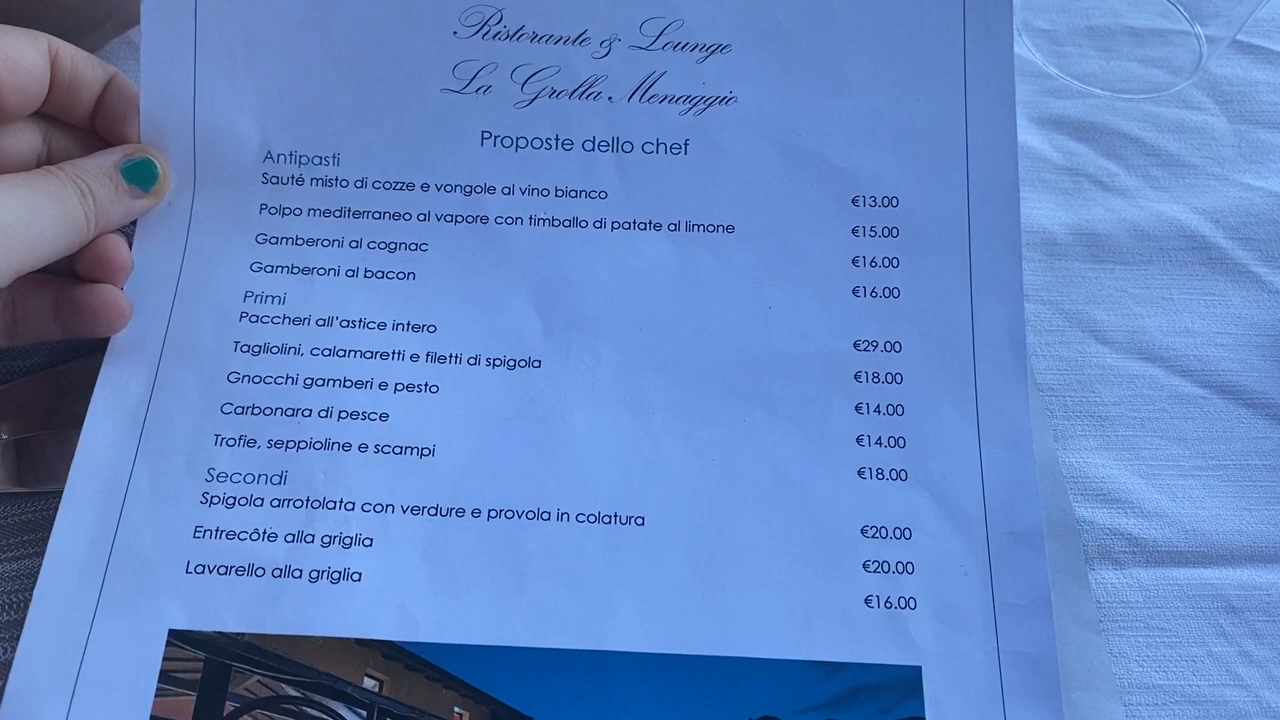 Ristorante & Lounge
La Grolla Menaggio
Proposte dello chef
Antipasti
Sauté misto di cozze e vongole al vino bianco €13.00
Polpo mediterraneo al vapore con timballo di patate al limone €15.00
Gamberoni al cognac €16.00
Gamberoni al bacon €16.00
Primi
Paccheri all'astice intero €29.00
Tagliolini, calamaretti e filetti di spigola €18.00
Gnocchi gamberi e pesto €14.00
Carbonara di pesce €14.00
Trofie, seppioline e scampi €18.00
Secondi
Spigola arrotolata con verdure e provola in colatura €20.00
Entrecôte alla griglia €20.00
Lavarello alla griglia €16.00